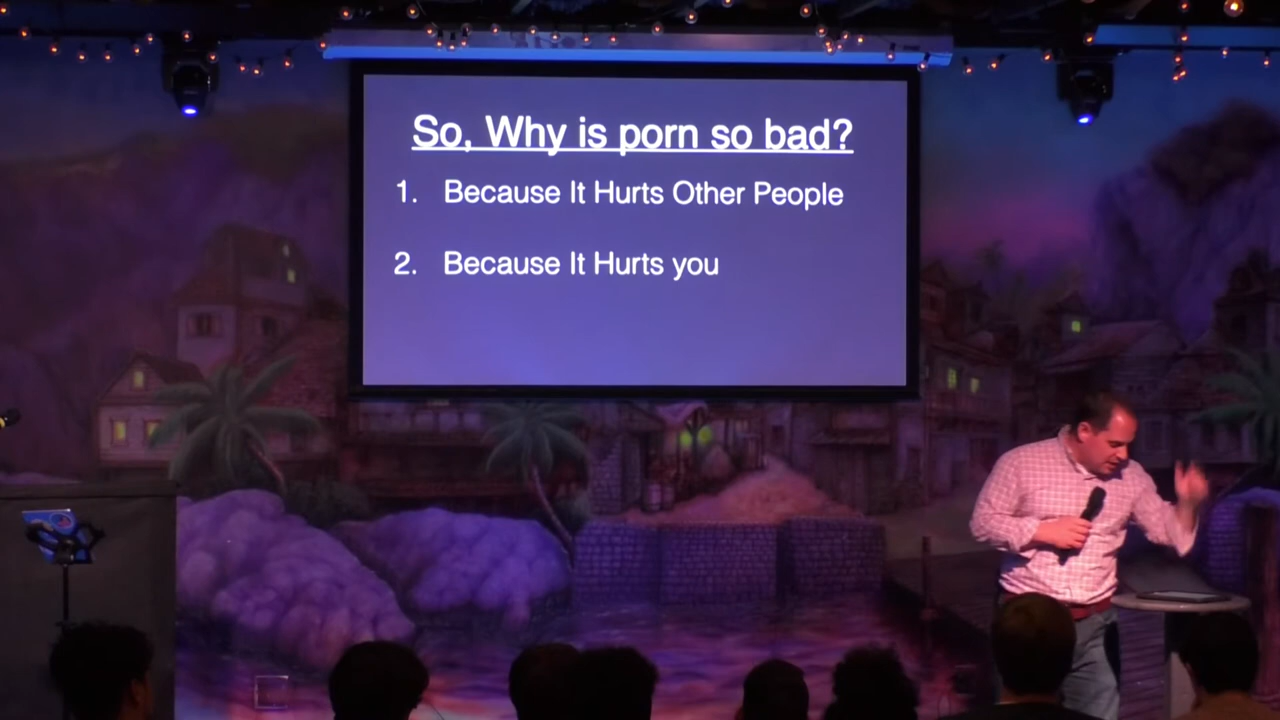 So, Why is porn so bad?
1. Because It Hurts Other People
2. Because It Hurts you